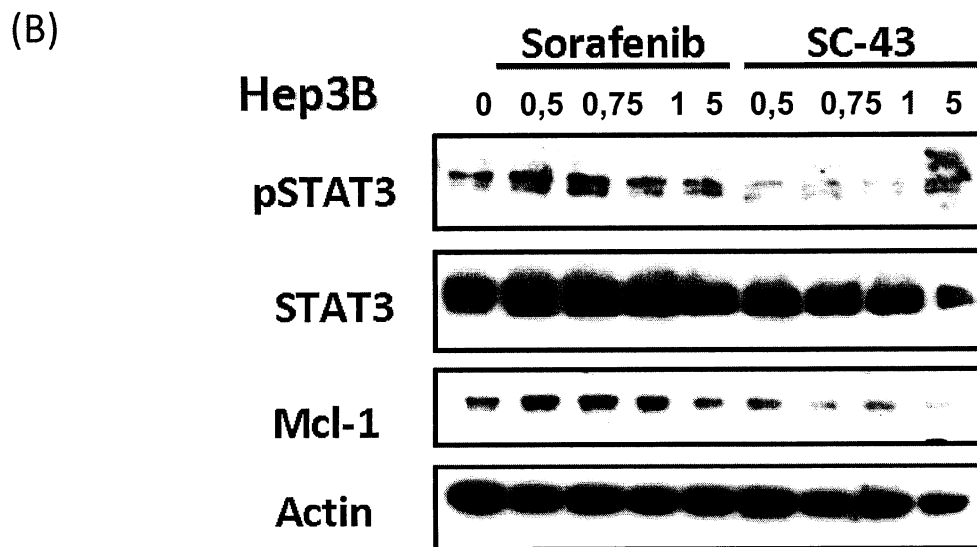 (B)
Sorafenib SC-43
Hep3B 0 0,5 0,75 1 5 0,5 0,75 1 5
pSTAT3
STAT3
Mcl-1
Actin